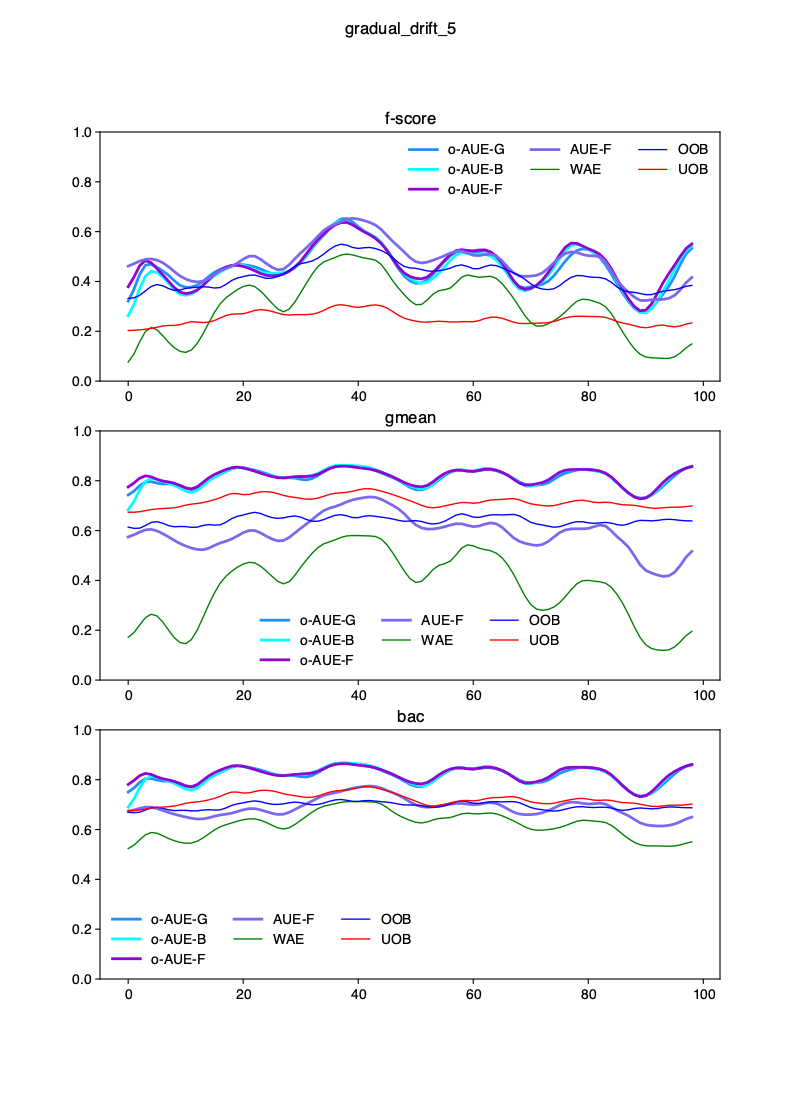 gradual_drift_5
f-score
1.0
0.8
0.6
0.4
0.2
0.0
o-AUE-G AUE-F OOB
o-AUE-B WAE UOB
o-AUE-F
0 20 40 60 80 100
gmean
1.0
0.8
0.6
0.4
0.2
0.0
o-AUE-G AUE-F OOB
o-AUE-B WAE UOB
o-AUE-F
0 20 40 60 80 100
bac
1.0
0.8
0.6
0.4
0.2
0.0
o-AUE-G AUE-F OOB
o-AUE-B WAE UOB
o-AUE-F
0 20 40 60 80 100